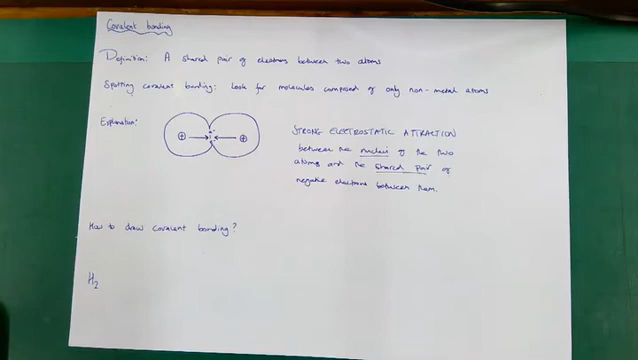 Covalent bonding
Definition: A shared pair of electrons between two atoms
Spotting covalent bonding: Look for molecules composed of only non-metal atoms
Explanation:
+ +
STRONG ELECTROSTATIC ATTRACTION
between the nucleis of the two
atoms and the shared pair of
negative electrons between them.
How to draw covalent bonding?
H₂